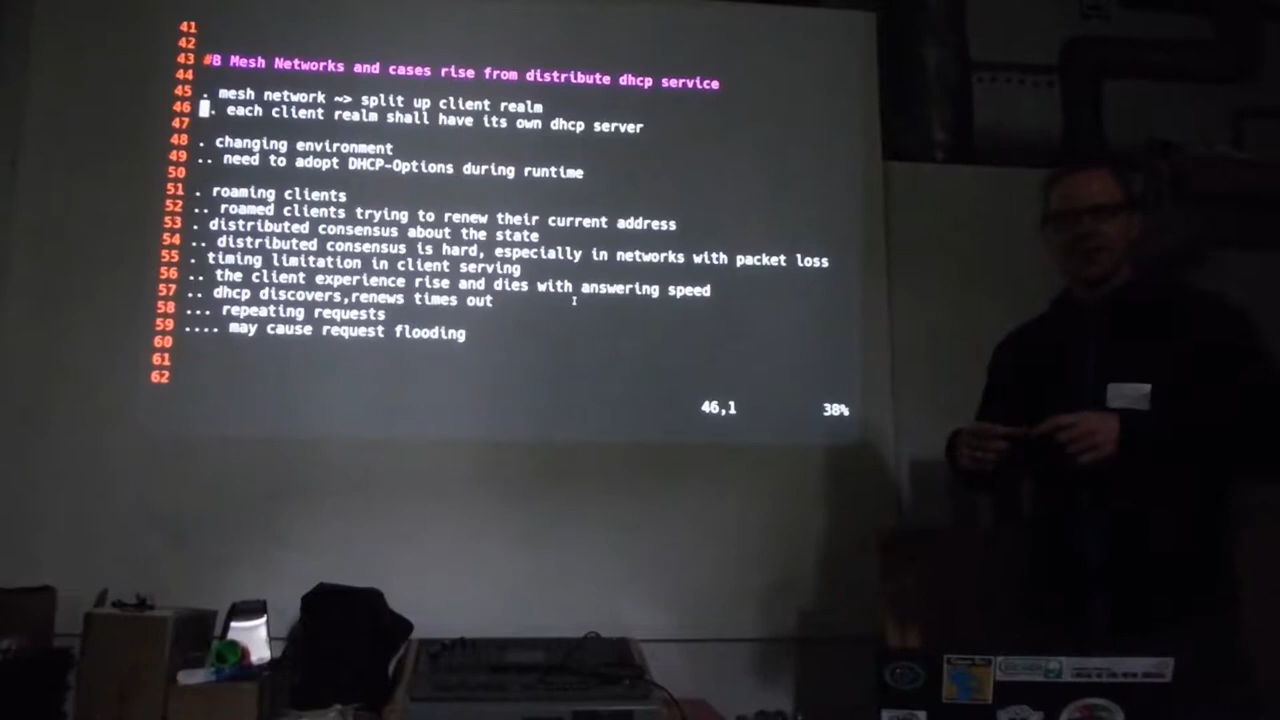 41
42
43 #B Mesh Networks and cases rise from distribute dhcp service
44
45 . mesh network ~> split up client realm
46 . each client realm shall have its own dhcp server
47
48 . changing environment
49 .. need to adopt DHCP-Options during runtime
50
51 . roaming clients
52 .. roamed clients trying to renew their current address
53 . distributed consensus about the state
54 .. distributed consensus is hard, especially in networks with packet loss
55 . timing limitation in client serving
56 .. the client experience rise and dies with answering speed
57 .. dhcp discovers,renews times out
58 ... repeating requests
59 .... may cause request flooding
60
61
62
46,1 38%